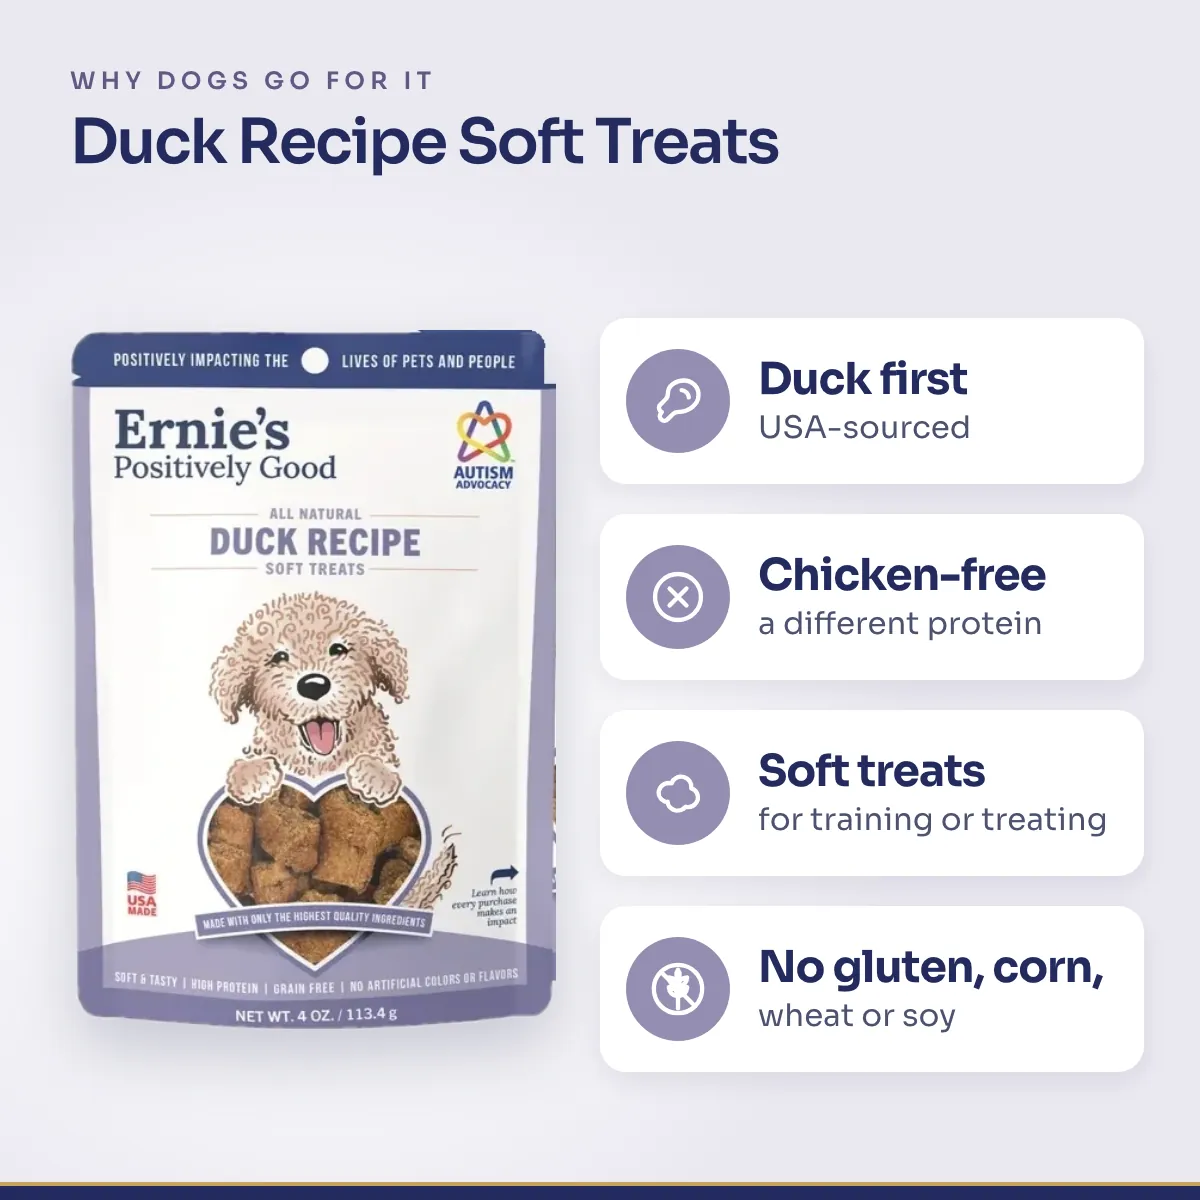 WHY DOGS GO FOR IT
Duck Recipe Soft Treats
POSITIVELY IMPACTING THE LIVES OF PETS AND PEOPLE
Ernie's
Positively Good
AUTISM
ADVOCACY
ALL NATURAL
DUCK RECIPE
SOFT TREATS
USA
MADE
Learn how
every purchase
makes an
impact
MADE WITH ONLY THE HIGHEST QUALITY INGREDIENTS
SOFT & TASTY | HIGH PROTEIN | GRAIN FREE | NO ARTIFICIAL COLORS OR FLAVORS
NET WT. 4 OZ. / 113.4 g
Duck first
USA-sourced
Chicken-free
a different protein
Soft treats
for training or treating
No gluten, corn,
wheat or soy